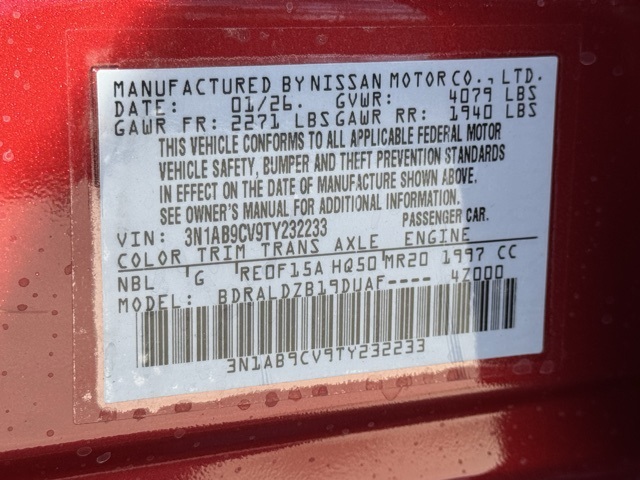 MANUFACTURED BY NISSAN MOTOR CO., LTD.
DATE: 01/26. GVWR: 4079 LBS
GAWR FR: 2271 LBS GAWR RR: 1940 LBS
THIS VEHICLE CONFORMS TO ALL APPLICABLE FEDERAL MOTOR
VEHICLE SAFETY, BUMPER AND THEFT PREVENTION STANDARDS
IN EFFECT ON THE DATE OF MANUFACTURE SHOWN ABOVE.
SEE OWNER'S MANUAL FOR ADDITIONAL INFORMATION.
VIN: 3N1AB9CV9TY232233 PASSENGER CAR.
COLOR TRIM TRANS AXLE ENGINE
NBL G RE0F15A HQ50 MR20 1997 CC
MODEL: BDRALDZB19DUAF---- 4Z000
3N1AB9CV9TY232233